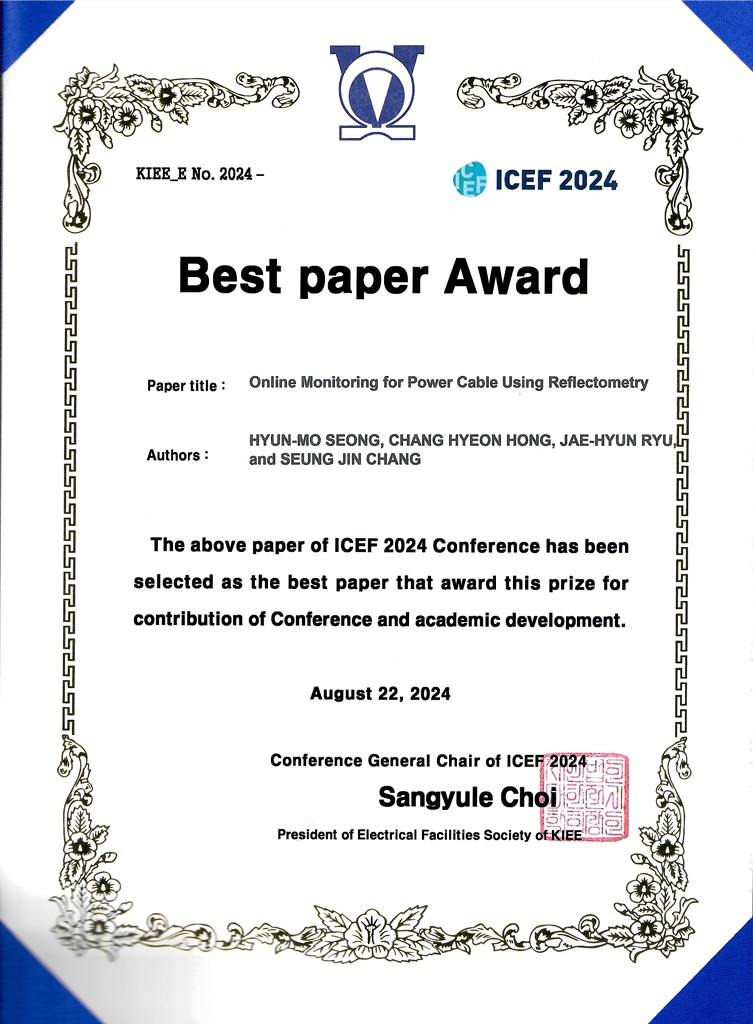 KIEE_E No. 2024 –
ICEF
ICEF 2024
Best paper Award
Paper title : Online Monitoring for Power Cable Using Reflectometry
Authors : HYUN-MO SEONG, CHANG HYEON HONG, JAE-HYUN RYU,
and SEUNG JIN CHANG
The above paper of ICEF 2024 Conference has been
selected as the best paper that award this prize for
contribution of Conference and academic development.
August 22, 2024
Conference General Chair of ICEF 2024
Sangyule Choi
President of Electrical Facilities Society of KIEE